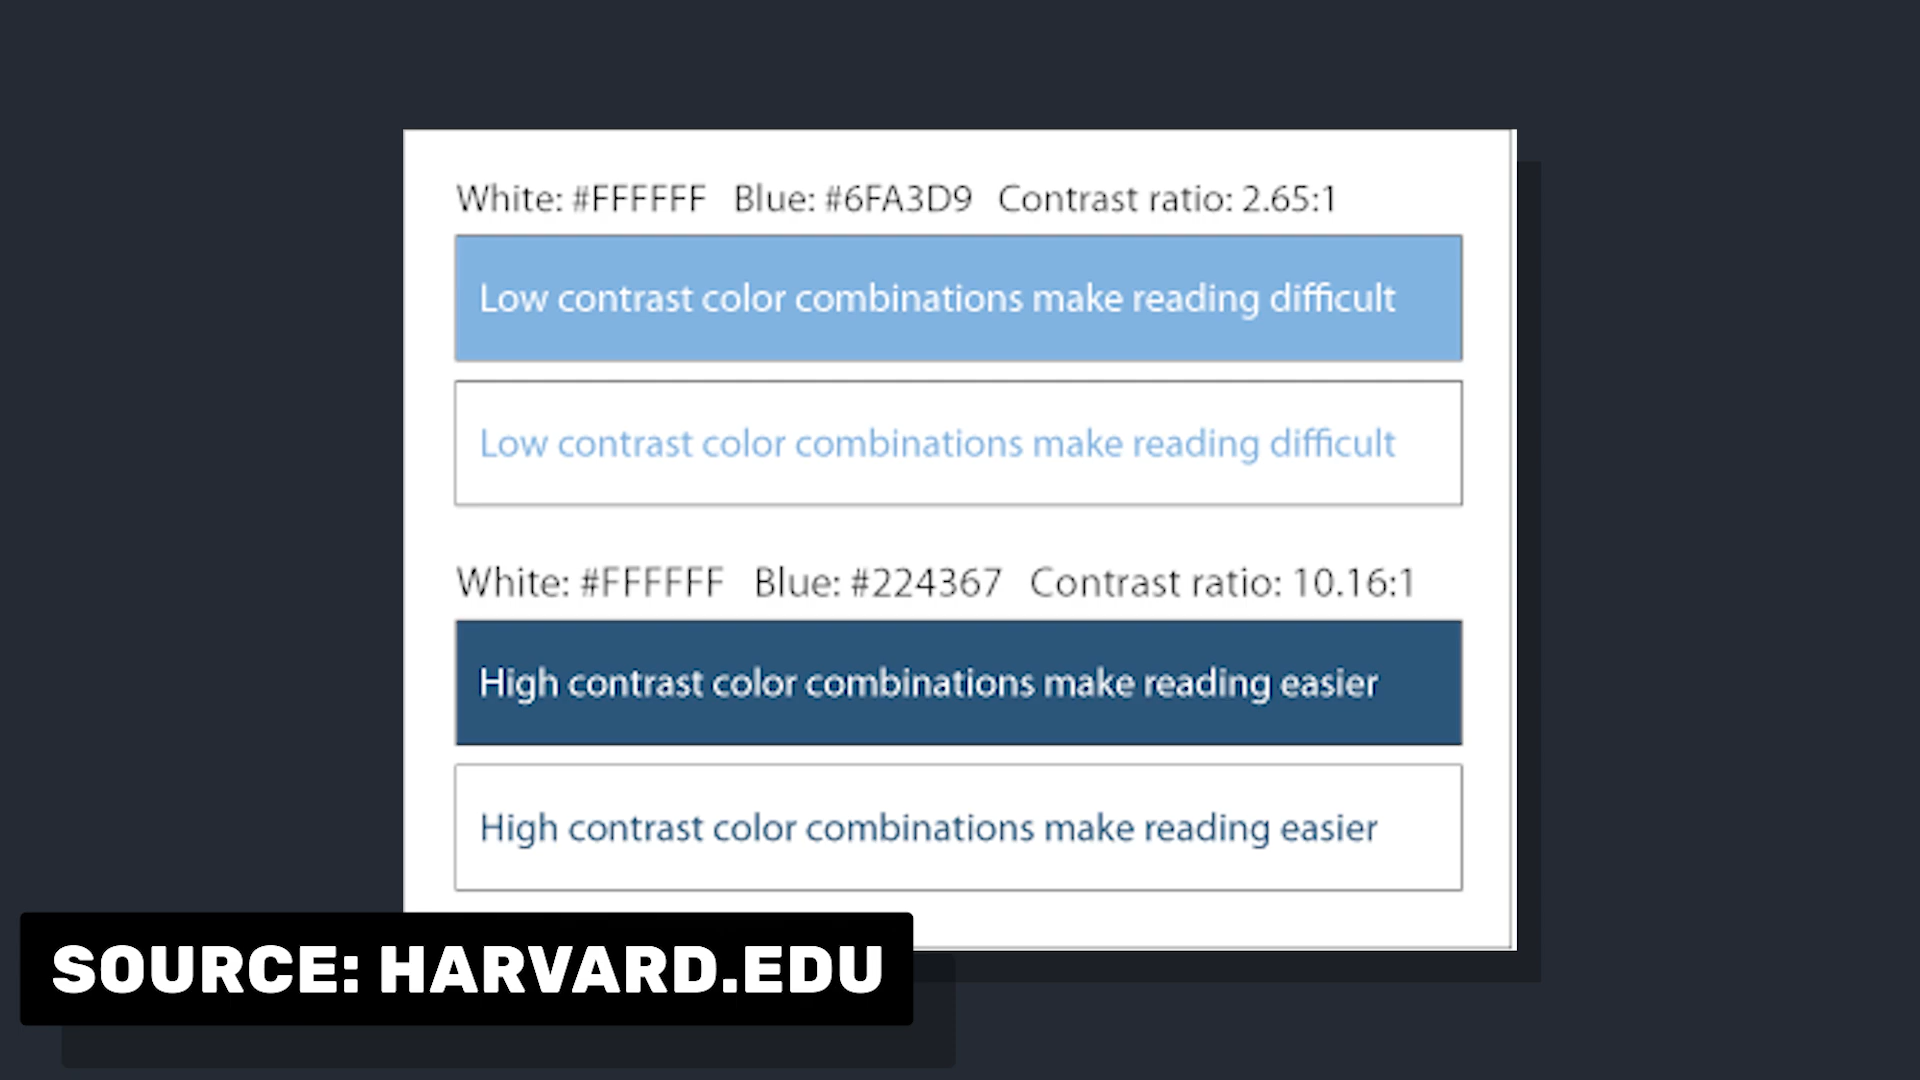 White: #FFFFFF Blue: #6FA3D9 Contrast ratio: 2.65:1
Low contrast color combinations make reading difficult
Low contrast color combinations make reading difficult
White: #FFFFFF Blue: #224367 Contrast ratio: 10.16:1
High contrast color combinations make reading easier
High contrast color combinations make reading easier
SOURCE: HARVARD.EDU